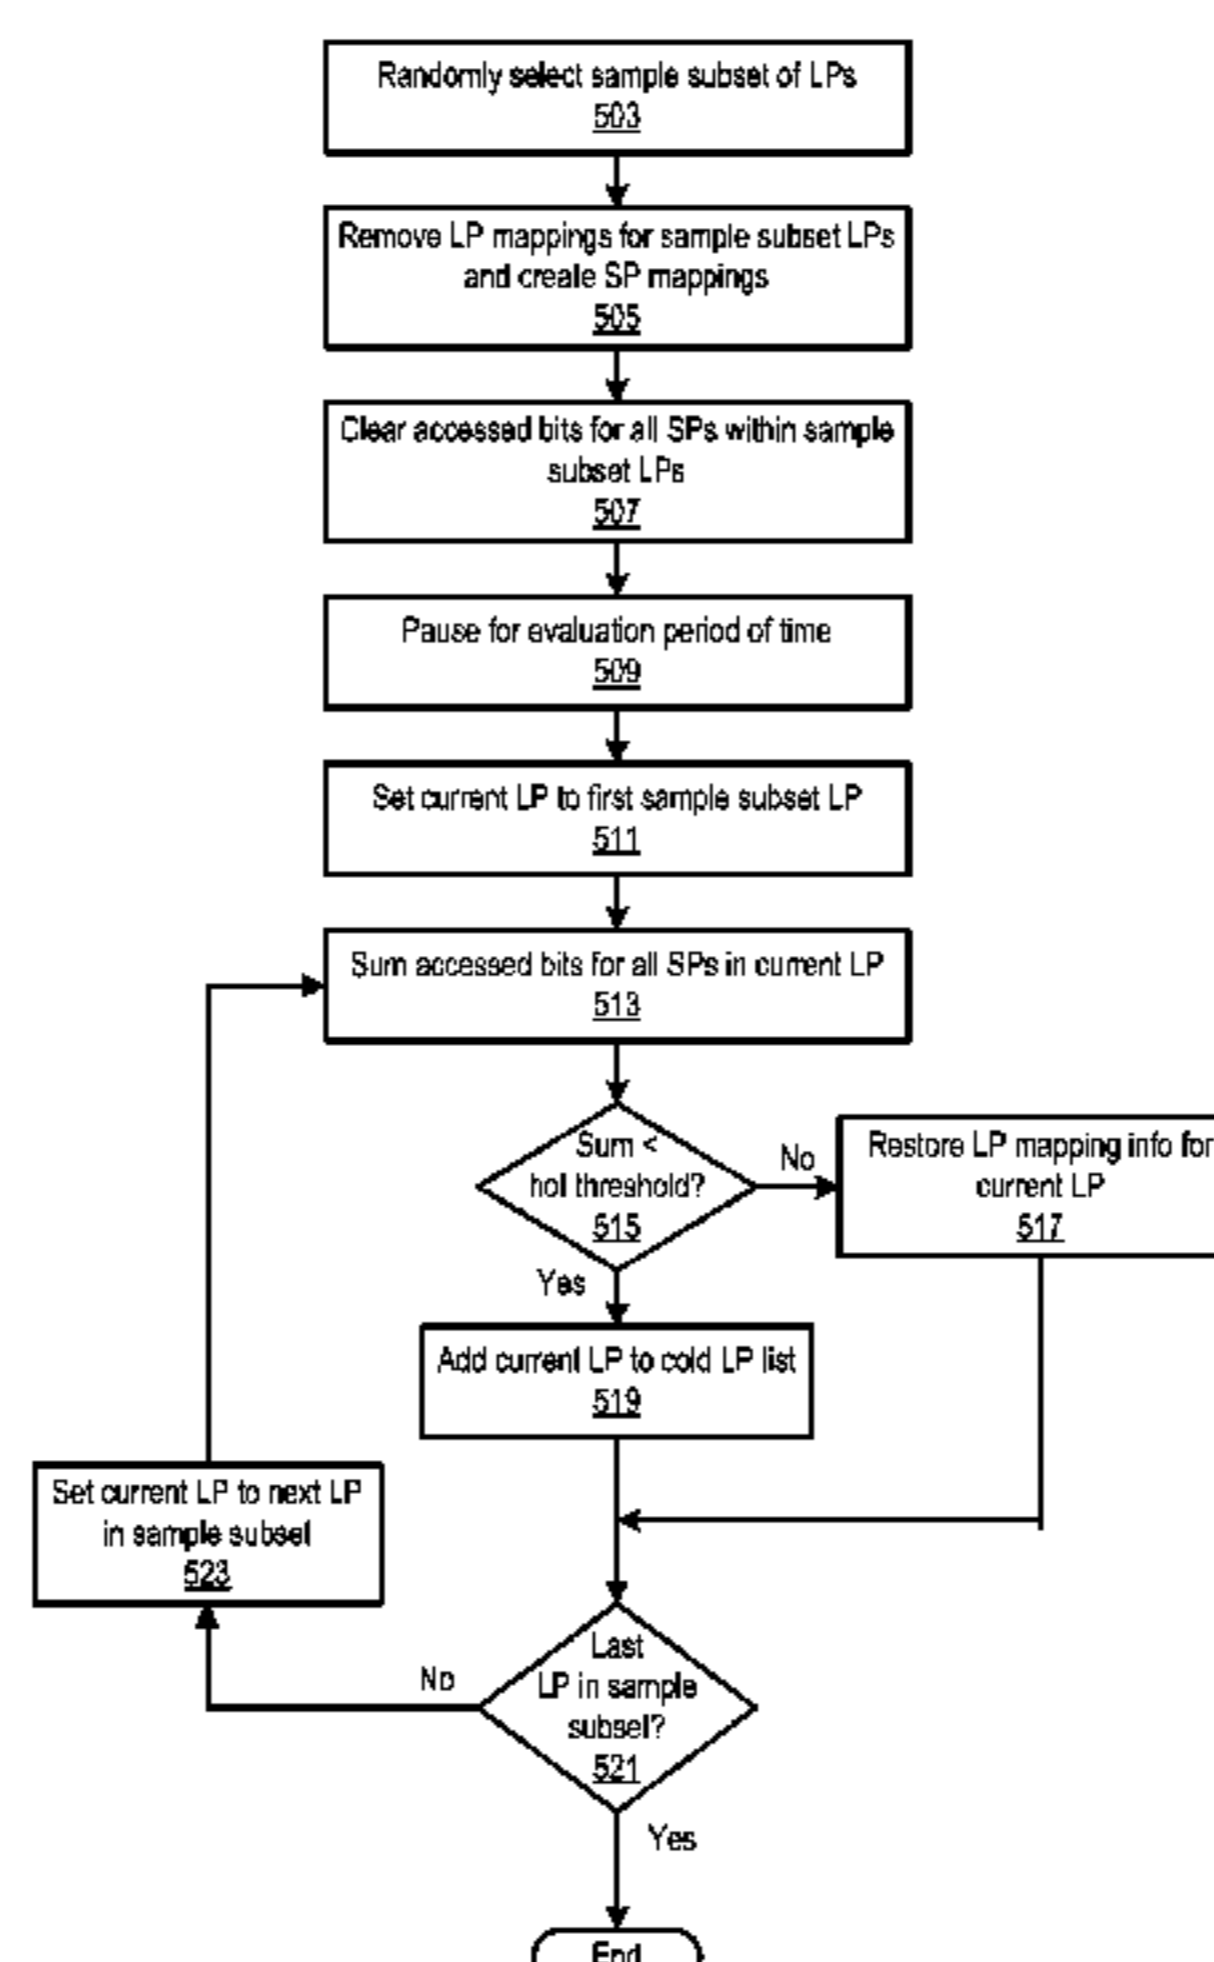 Randomly select sample subset of LPs
503
Remove LP mappings for sample subset LPs
and create SP mappings
505
Clear accessed bits for all SPs within sample
subset LPs
507
Pause for evaluation period of time
509
Set current LP to first sample subset LP
511
Sum accessed bits for all SPs in current LP
513
Sum <
hot threshold?
515
No
Restore LP mapping info for
current LP
517
Yes
Add current LP to cold LP list
519
Set current LP to next LP
in sample subset
523
Last
LP in sample
subset?
521
No
Yes
End